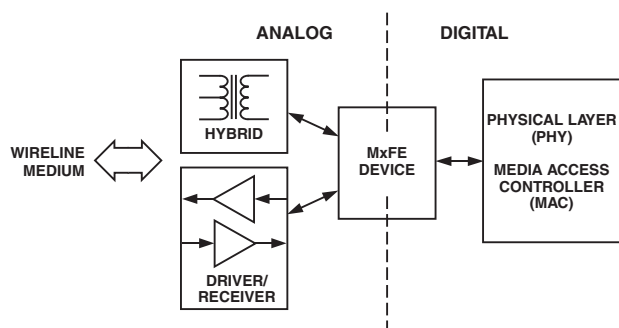 ANALOG
DIGITAL
WIRELINE
MEDIUM
HYBRID
DRIVER/
RECEIVER
MxFE
DEVICE
PHYSICAL LAYER
(PHY)
MEDIA ACCESS
CONTROLLER
(MAC)